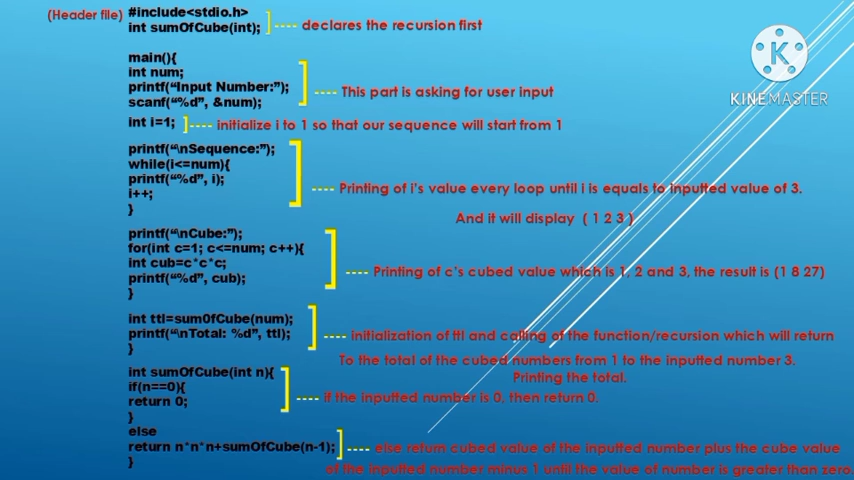 (Header file) #include<stdio.h>
int sumOfCube(int); ---- declares the recursion first
main(){
int num;
printf(“Input Number:”); ---- This part is asking for user input
scanf(“%d”, &num);
int i=1; ---- initialize i to 1 so that our sequence will start from 1
printf(“\nSequence:”);
while(i<=num){
printf(“%d”, i);
i++; ---- Printing of i’s value every loop until i is equals to inputted value of 3.
}
And it will display ( 1 2 3 )
printf(“\nCube:”);
for(int c=1; c<=num; c++){
int cub=c*c*c; ---- Printing of c’s cubed value which is 1, 2 and 3, the result is (1 8 27)
printf(“%d”, cub);
}
int ttl=sumOfCube(num);
printf(“\nTotal: %d”, ttl); ---- initialization of ttl and calling of the function/recursion which will return
}
To the total of the cubed numbers from 1 to the inputted number 3.
Printing the total.
int sumOfCube(int n){
if(n==0){
return 0; ---- if the inputted number is 0, then return 0.
}
else
return n*n*n+sumOfCube(n-1); ---- else return cubed value of the inputted number plus the cube value
}
of the inputted number minus 1 until the value of number is greater than zero.
K
KINEMASTER